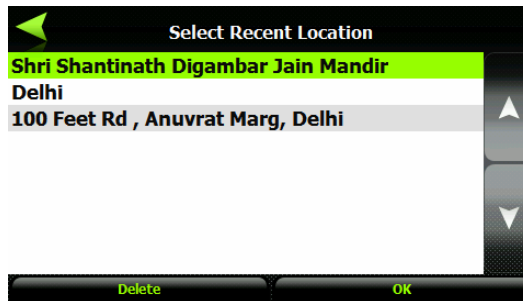 Select Recent Location
Shri Shantinath Digambar Jain Mandir
Delhi
100 Feet Rd , Anuvrat Marg, Delhi
Delete
OK